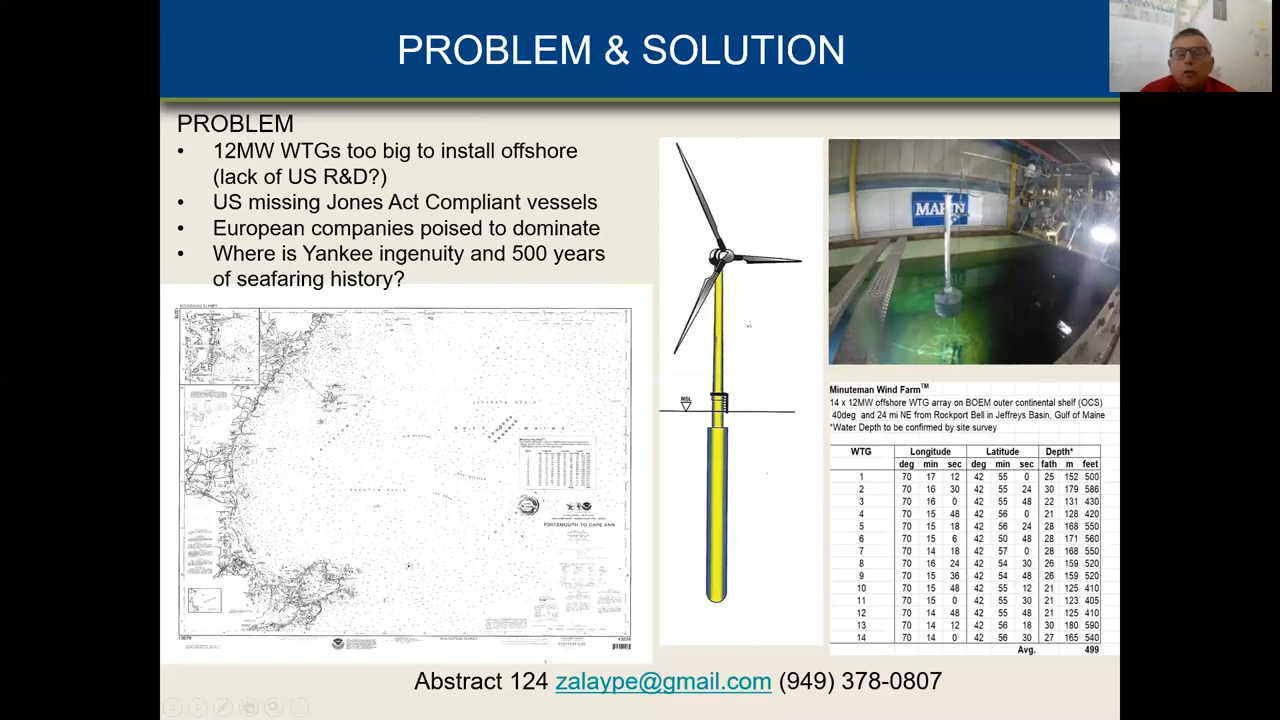 PROBLEM & SOLUTION
PROBLEM
• 12MW WTGs too big to install offshore
(lack of US R&D?)
• US missing Jones Act Compliant vessels
• European companies poised to dominate
• Where is Yankee ingenuity and 500 years
of seafaring history?
PORTSMOUTH TO CAPE ANN
13278
MSL
MARIN
Minuteman Wind Farm™
14 x 12MW offshore WTG array on BOEM outer continental shelf (OCS)
40deg and 24 mi NE from Rockport Bell in Jeffreys Basin, Gulf of Maine
*Water Depth to be confirmed by site survey
WTG Longitude Latitude Depth*
deg min sec deg min sec fath m feet
1 70 17 12 42 55 0 25 152 500
2 70 16 30 42 55 24 30 179 586
3 70 16 0 42 55 48 22 131 430
4 70 15 48 42 56 0 21 128 420
5 70 15 18 42 56 24 28 168 550
6 70 15 6 42 50 48 28 171 560
7 70 14 18 42 57 0 28 168 550
8 70 16 24 42 54 30 26 159 520
9 70 15 36 42 54 48 26 159 520
10 70 15 48 42 55 12 21 125 410
11 70 15 0 42 55 30 21 123 405
12 70 14 48 42 55 48 21 125 410
13 70 14 12 42 56 18 30 180 590
14 70 14 0 42 56 30 27 165 540
Avg. 499
Abstract 124 zalaype@gmail.com (949) 378-0807